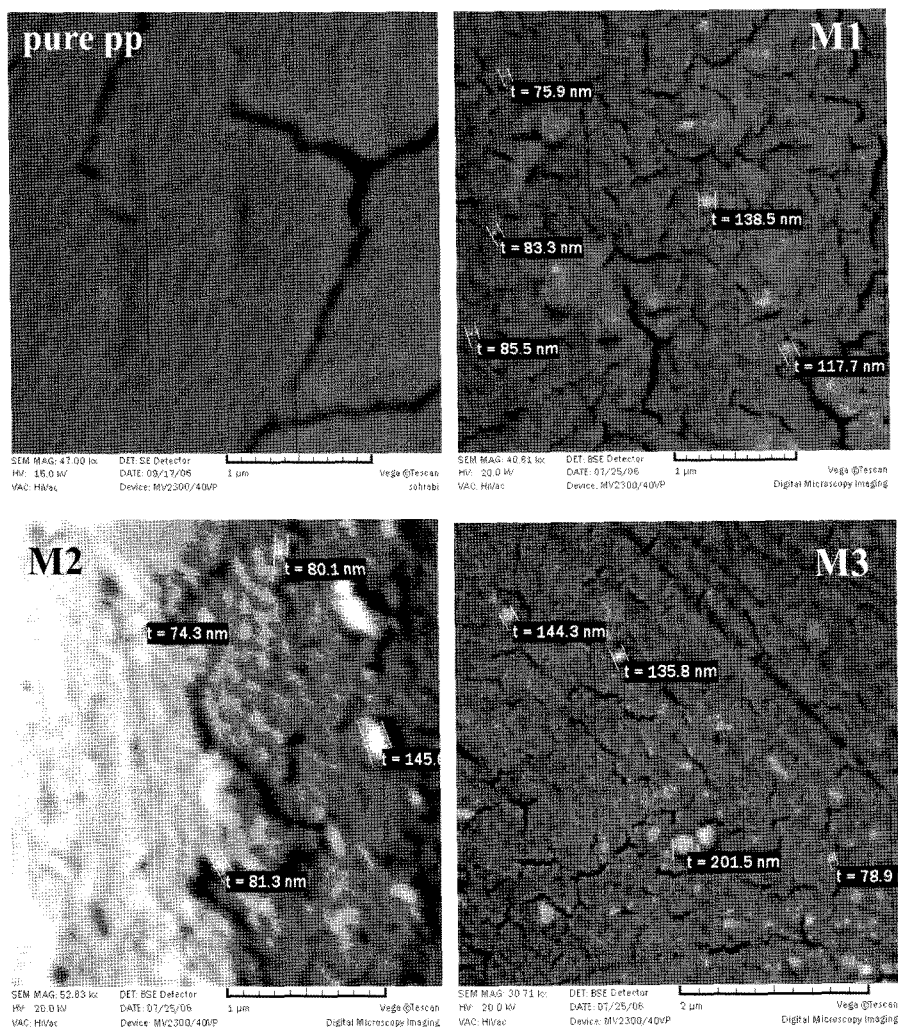 pure pp
SEM MAG: 47.00 kx DET: SE Detector
HV: 15.0 kV DATE: 09/17/06 1 µm Vega ©Tescan
VAC: HiVac Device: MV2300/40VP sohrabi
M1
t = 75.9 nm
t = 138.5 nm
t = 83.3 nm
t = 85.5 nm
t = 117.7 nm
SEM MAG: 40.61 kx DET: BSE Detector
HV: 20.0 kV DATE: 07/25/06 1 µm Vega ©Tescan
VAC: HiVac Device: MV2300/40VP Digital Microscopy Imaging
M2
t = 80.1 nm
t = 74.3 nm
t = 145.6
t = 81.3 nm
SEM MAG: 52.83 kx DET: BSE Detector
HV: 20.0 kV DATE: 07/25/06 1 µm Vega ©Tescan
VAC: HiVac Device: MV2300/40VP Digital Microscopy Imaging
M3
t = 144.3 nm
t = 135.8 nm
t = 201.5 nm
t = 78.9
SEM MAG: 30.71 kx DET: BSE Detector
HV: 20.0 kV DATE: 07/25/06 2 µm Vega ©Tescan
VAC: HiVac Device: MV2300/40VP Digital Microscopy Imaging